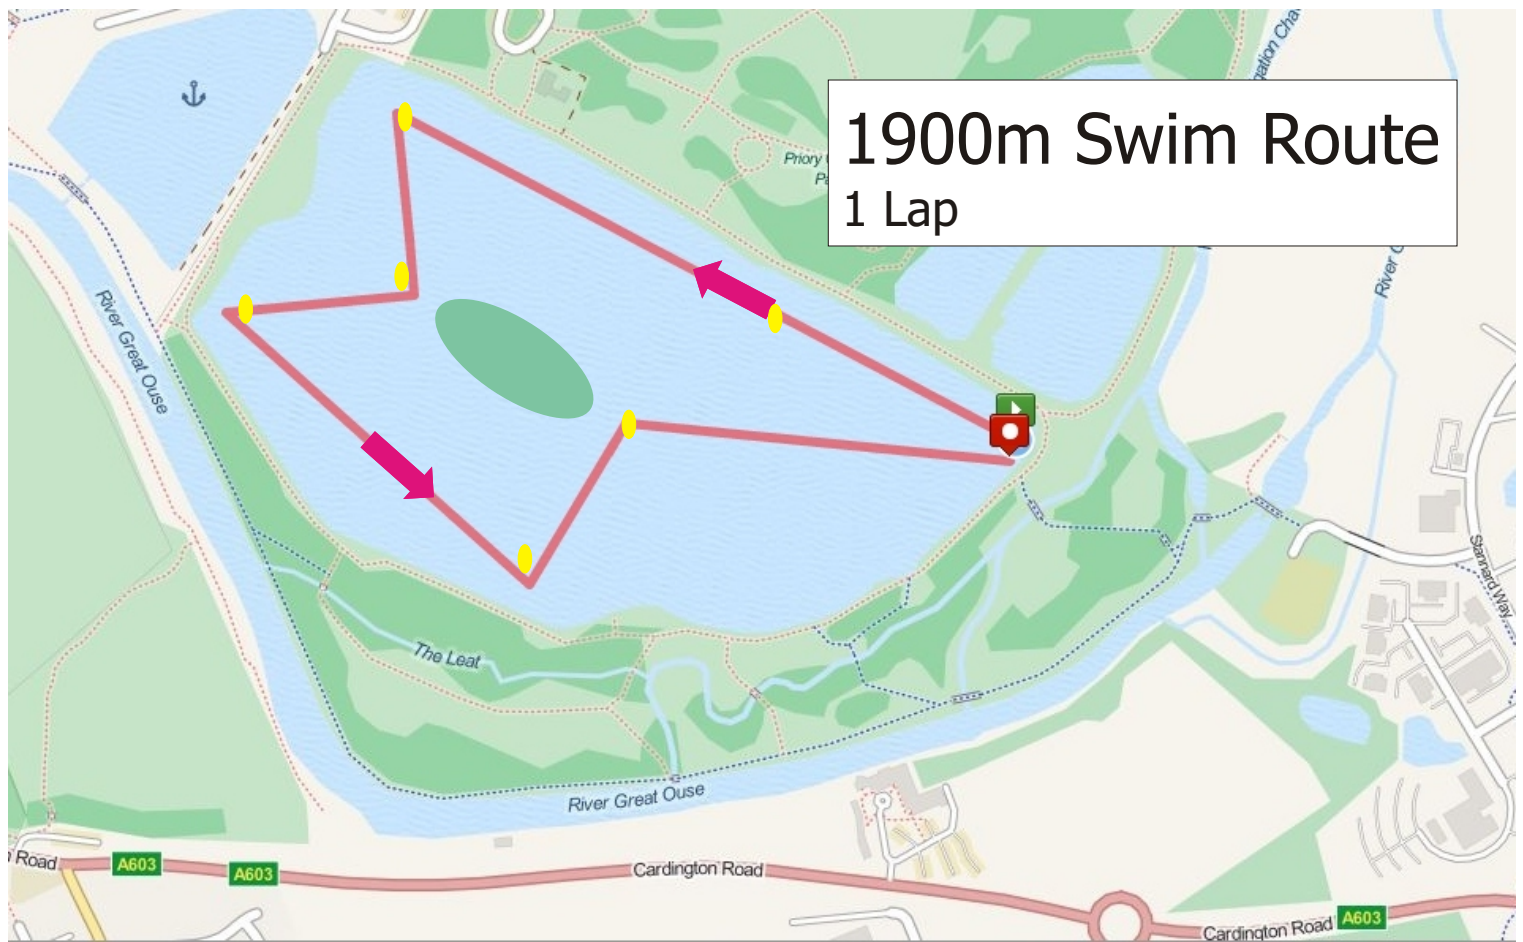 1900m Swim Route
1 Lap
Priory
River Great Ouse
The Leat
River Great Ouse
Stannard Way
Road
A603
A603
Cardington Road
Cardington Road
A603
River